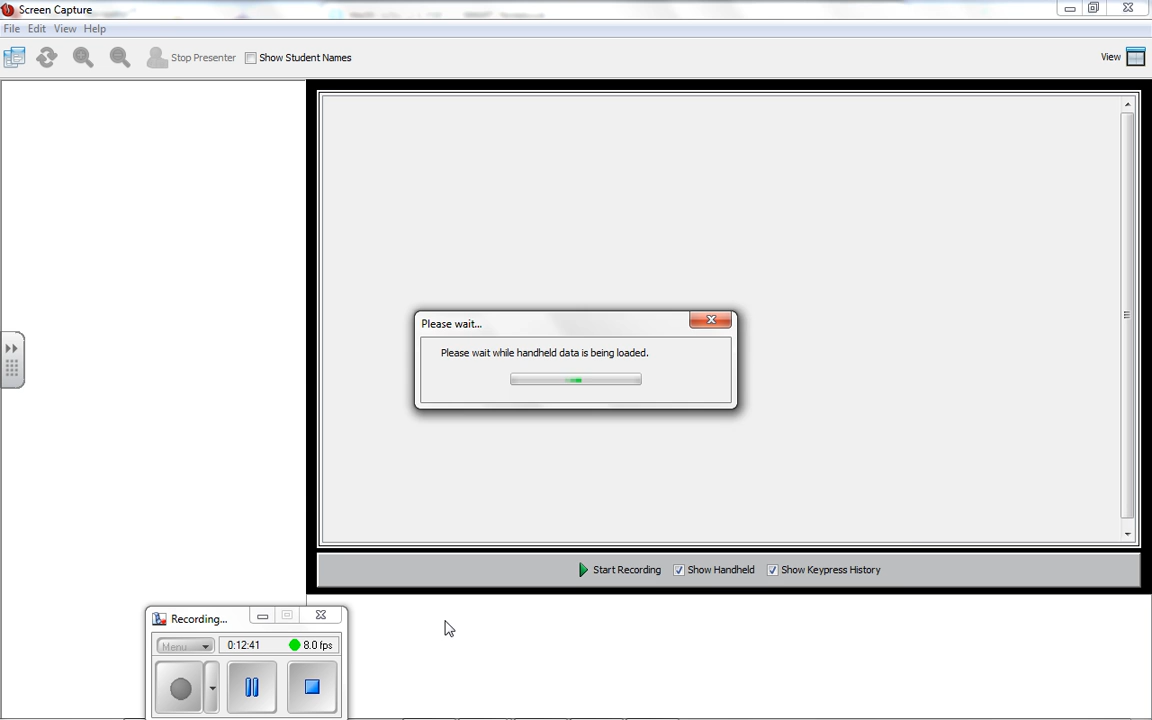 Screen Capture
File Edit View Help
Stop Presenter Show Student Names View
Please wait...
Please wait while handheld data is being loaded.
Start Recording Show Handheld Show Keypress History
Recording...
Menu 0:12:41 8.0 fps